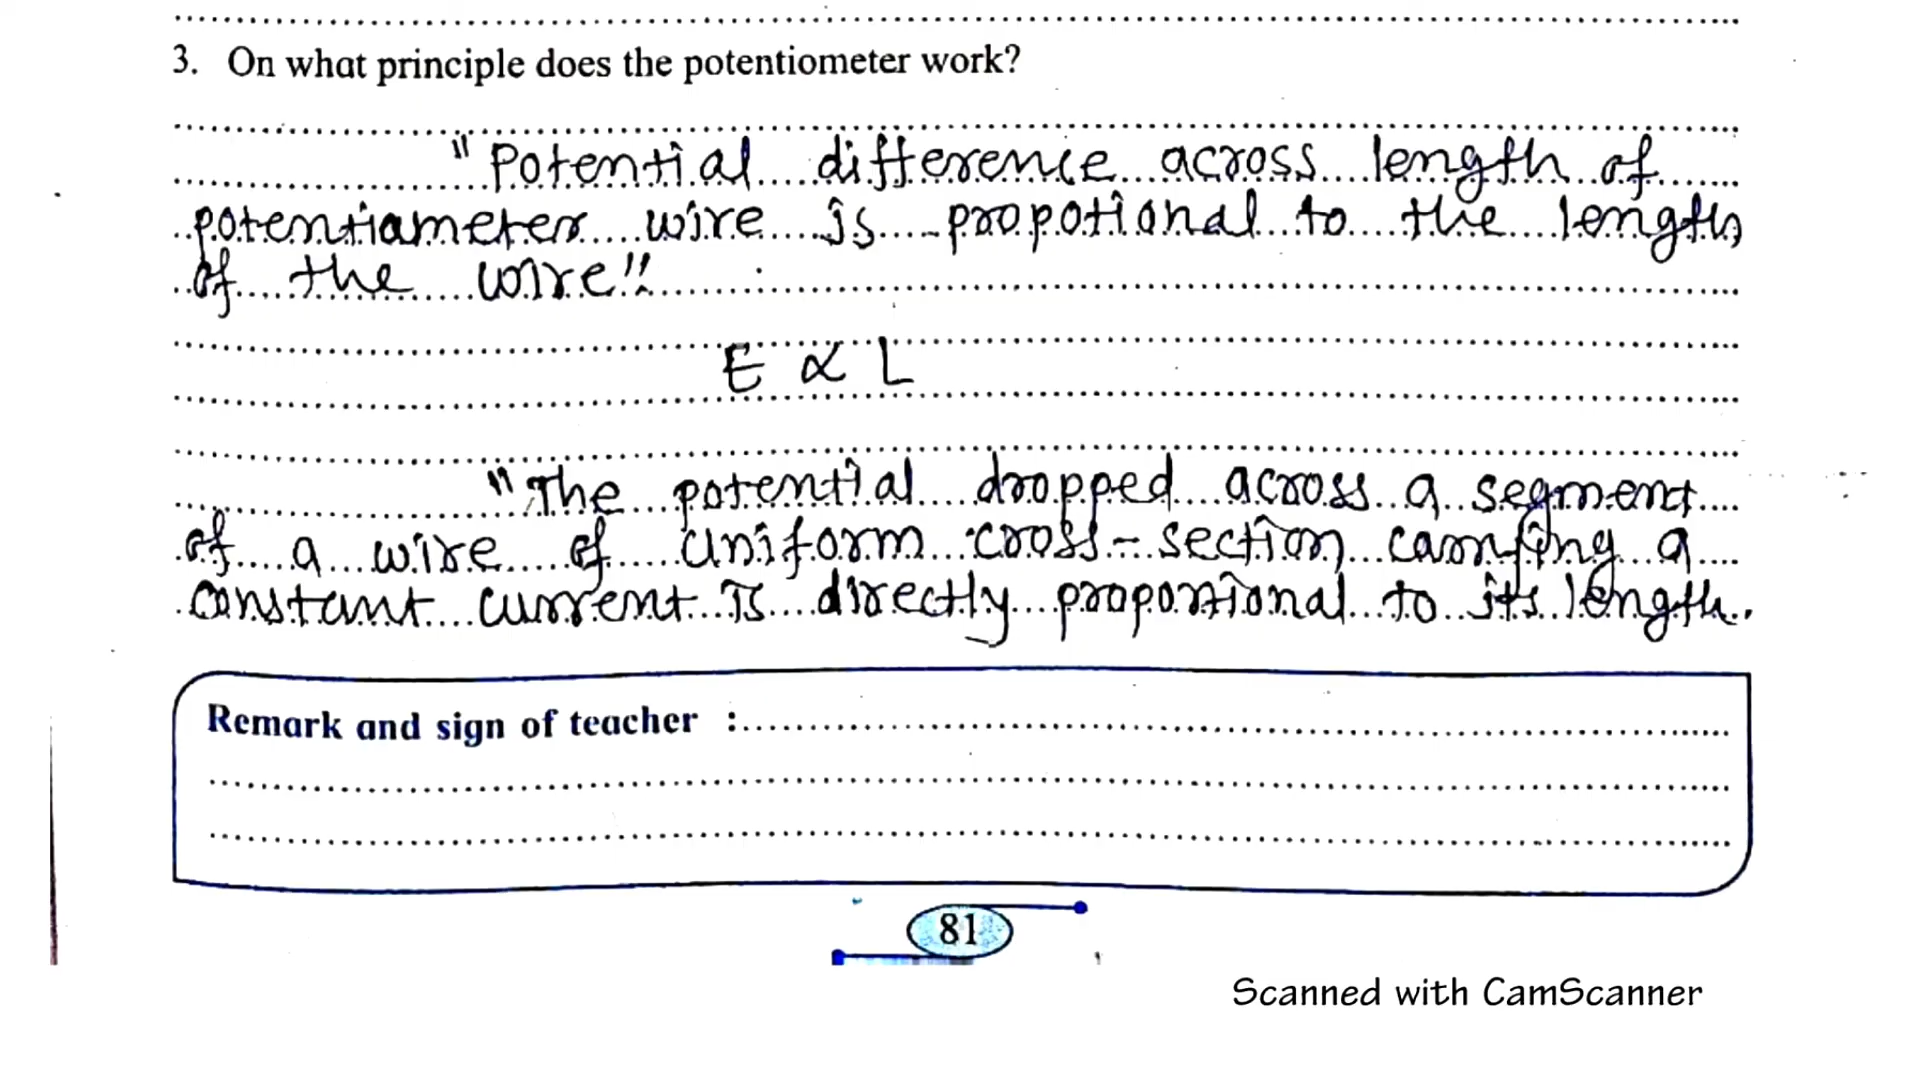 3. On what principle does the potentiometer work?
"Potential difference across length of
potentiameter wire is propotional to the length
of the wire"
E ∝ L
"The potential dropped across a segment
of a wire of uniform cross-section carrying a
constant current is directly proportional to its length.
Remark and sign of teacher :
81
Scanned with CamScanner